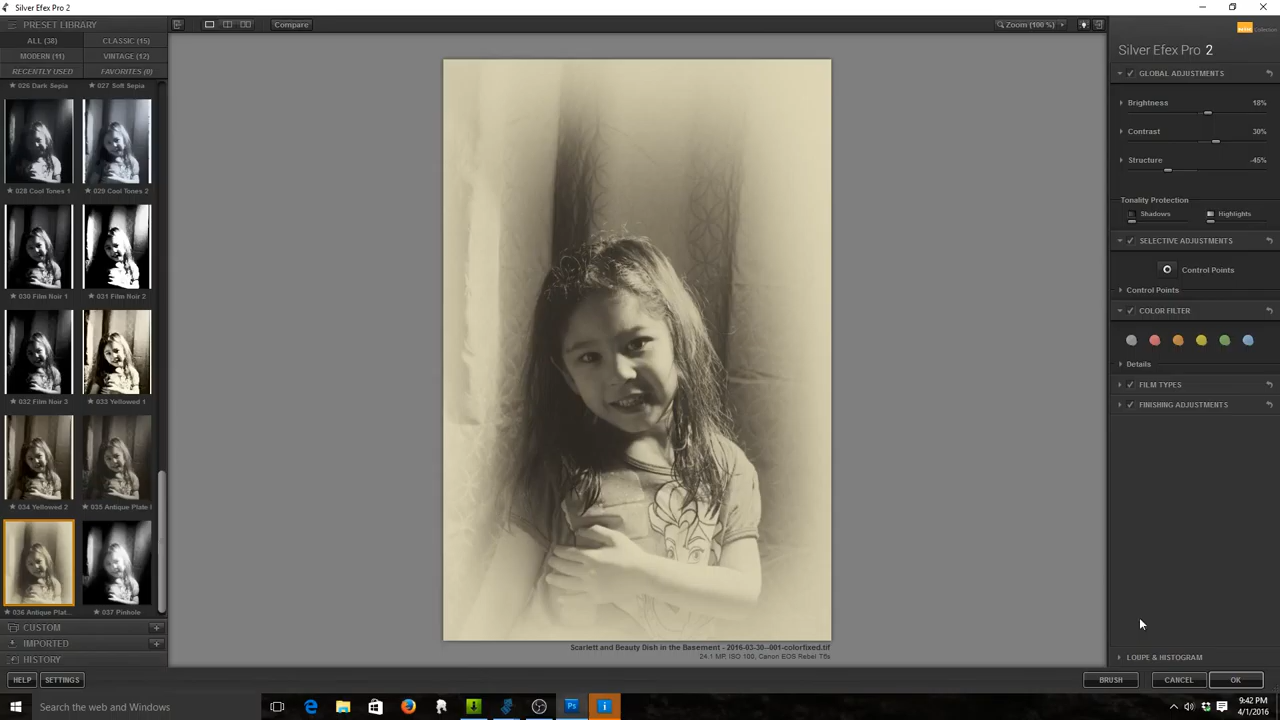 Silver Efex Pro 2
PRESET LIBRARY
ALL (38)
CLASSIC (15)
MODERN (11)
VINTAGE (12)
RECENTLY USED
FAVORITES (0)
026 Dark Sepia
027 Soft Sepia
028 Cool Tones 1
029 Cool Tones 2
030 Film Noir 1
031 Film Noir 2
032 Film Noir 3
033 Yellowed 1
034 Yellowed 2
035 Antique Plate I
036 Antique Plat...
037 Pinhole
CUSTOM
IMPORTED
HISTORY
HELP
SETTINGS
Compare
Zoom (100 %)
Scarlett and Beauty Dish in the Basement - 2016-03-30--001-colorfixed.tif
24.1 MP, ISO 100, Canon EOS Rebel T6s
Collection
Silver Efex Pro 2
GLOBAL ADJUSTMENTS
Brightness 18%
Contrast 30%
Structure -45%
Tonality Protection
Shadows
Highlights
SELECTIVE ADJUSTMENTS
Control Points
Control Points
COLOR FILTER
Details
FILM TYPES
FINISHING ADJUSTMENTS
LOUPE & HISTOGRAM
BRUSH
CANCEL
OK
Search the web and Windows
Ps
9:42 PM
4/1/2016